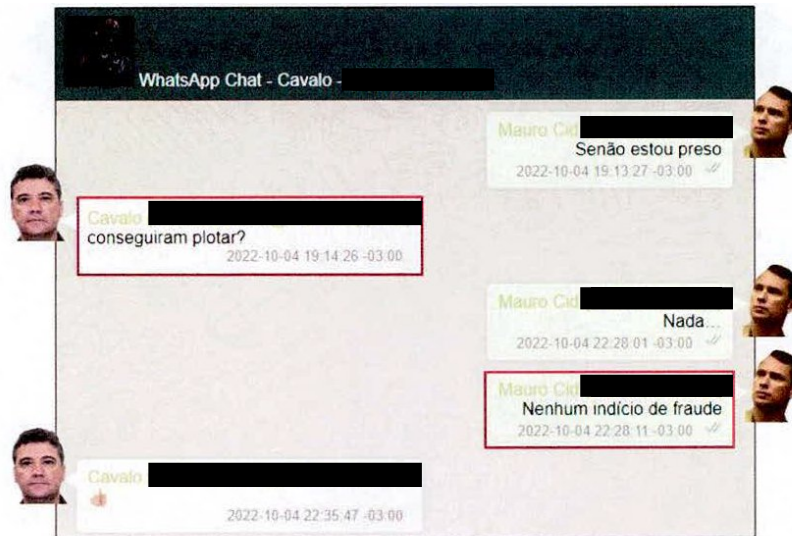 WhatsApp Chat - Cavalo -
Mauro Cid
Senão estou preso
2022-10-04 19:13:27 -03:00
Cavalo
conseguiram plotar?
2022-10-04 19:14:26 -03:00
Mauro Cid
Nada...
2022-10-04 22:28:01 -03:00
Mauro Cid
Nenhum indício de fraude
2022-10-04 22:28:11 -03:00
Cavalo
👍
2022-10-04 22:35:47 -03:00